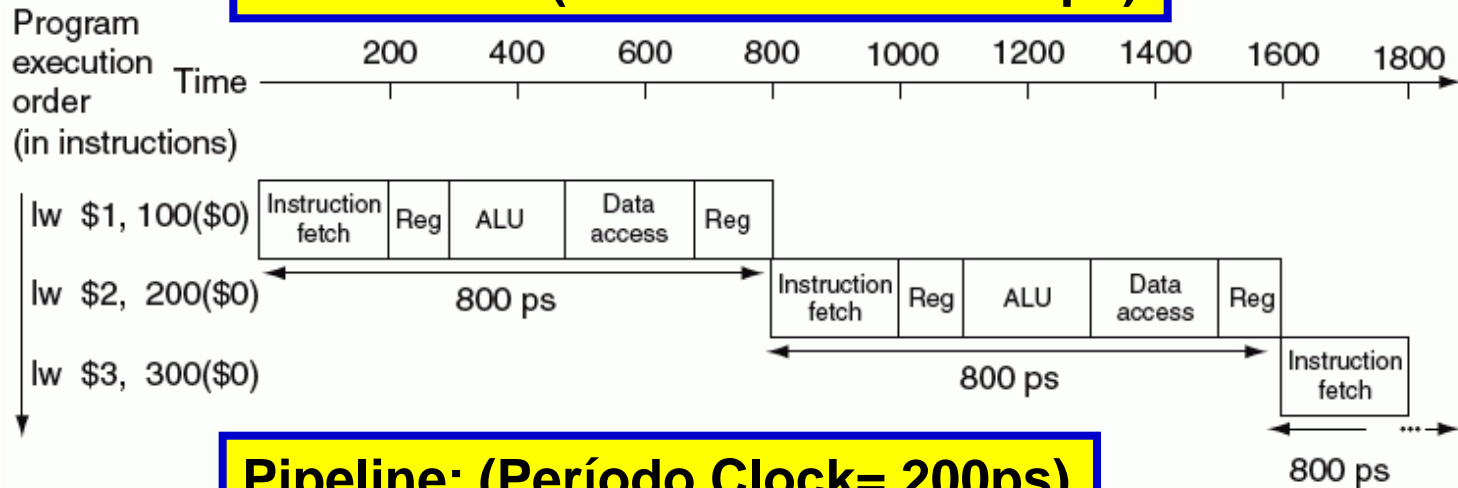 Program
execution
order
(in instructions)
Time
200 400 600 800 1000 1200 1400 1600 1800
lw $1, 100($0)
Instruction
fetch
Reg
ALU
Data
access
Reg
800 ps
lw $2, 200($0)
Instruction
fetch
Reg
ALU
Data
access
Reg
800 ps
lw $3, 300($0)
Instruction
fetch
...
800 ps
Pipeline: (Período Clock= 200ps)